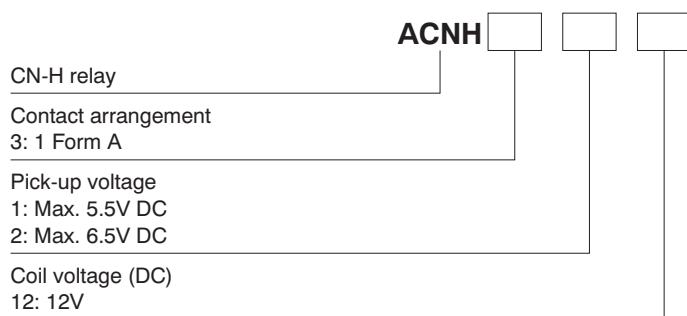 ACNH
CN-H relay
Contact arrangement
3: 1 Form A
Pick-up voltage
1: Max. 5.5V DC
2: Max. 6.5V DC
Coil voltage (DC)
12: 12V